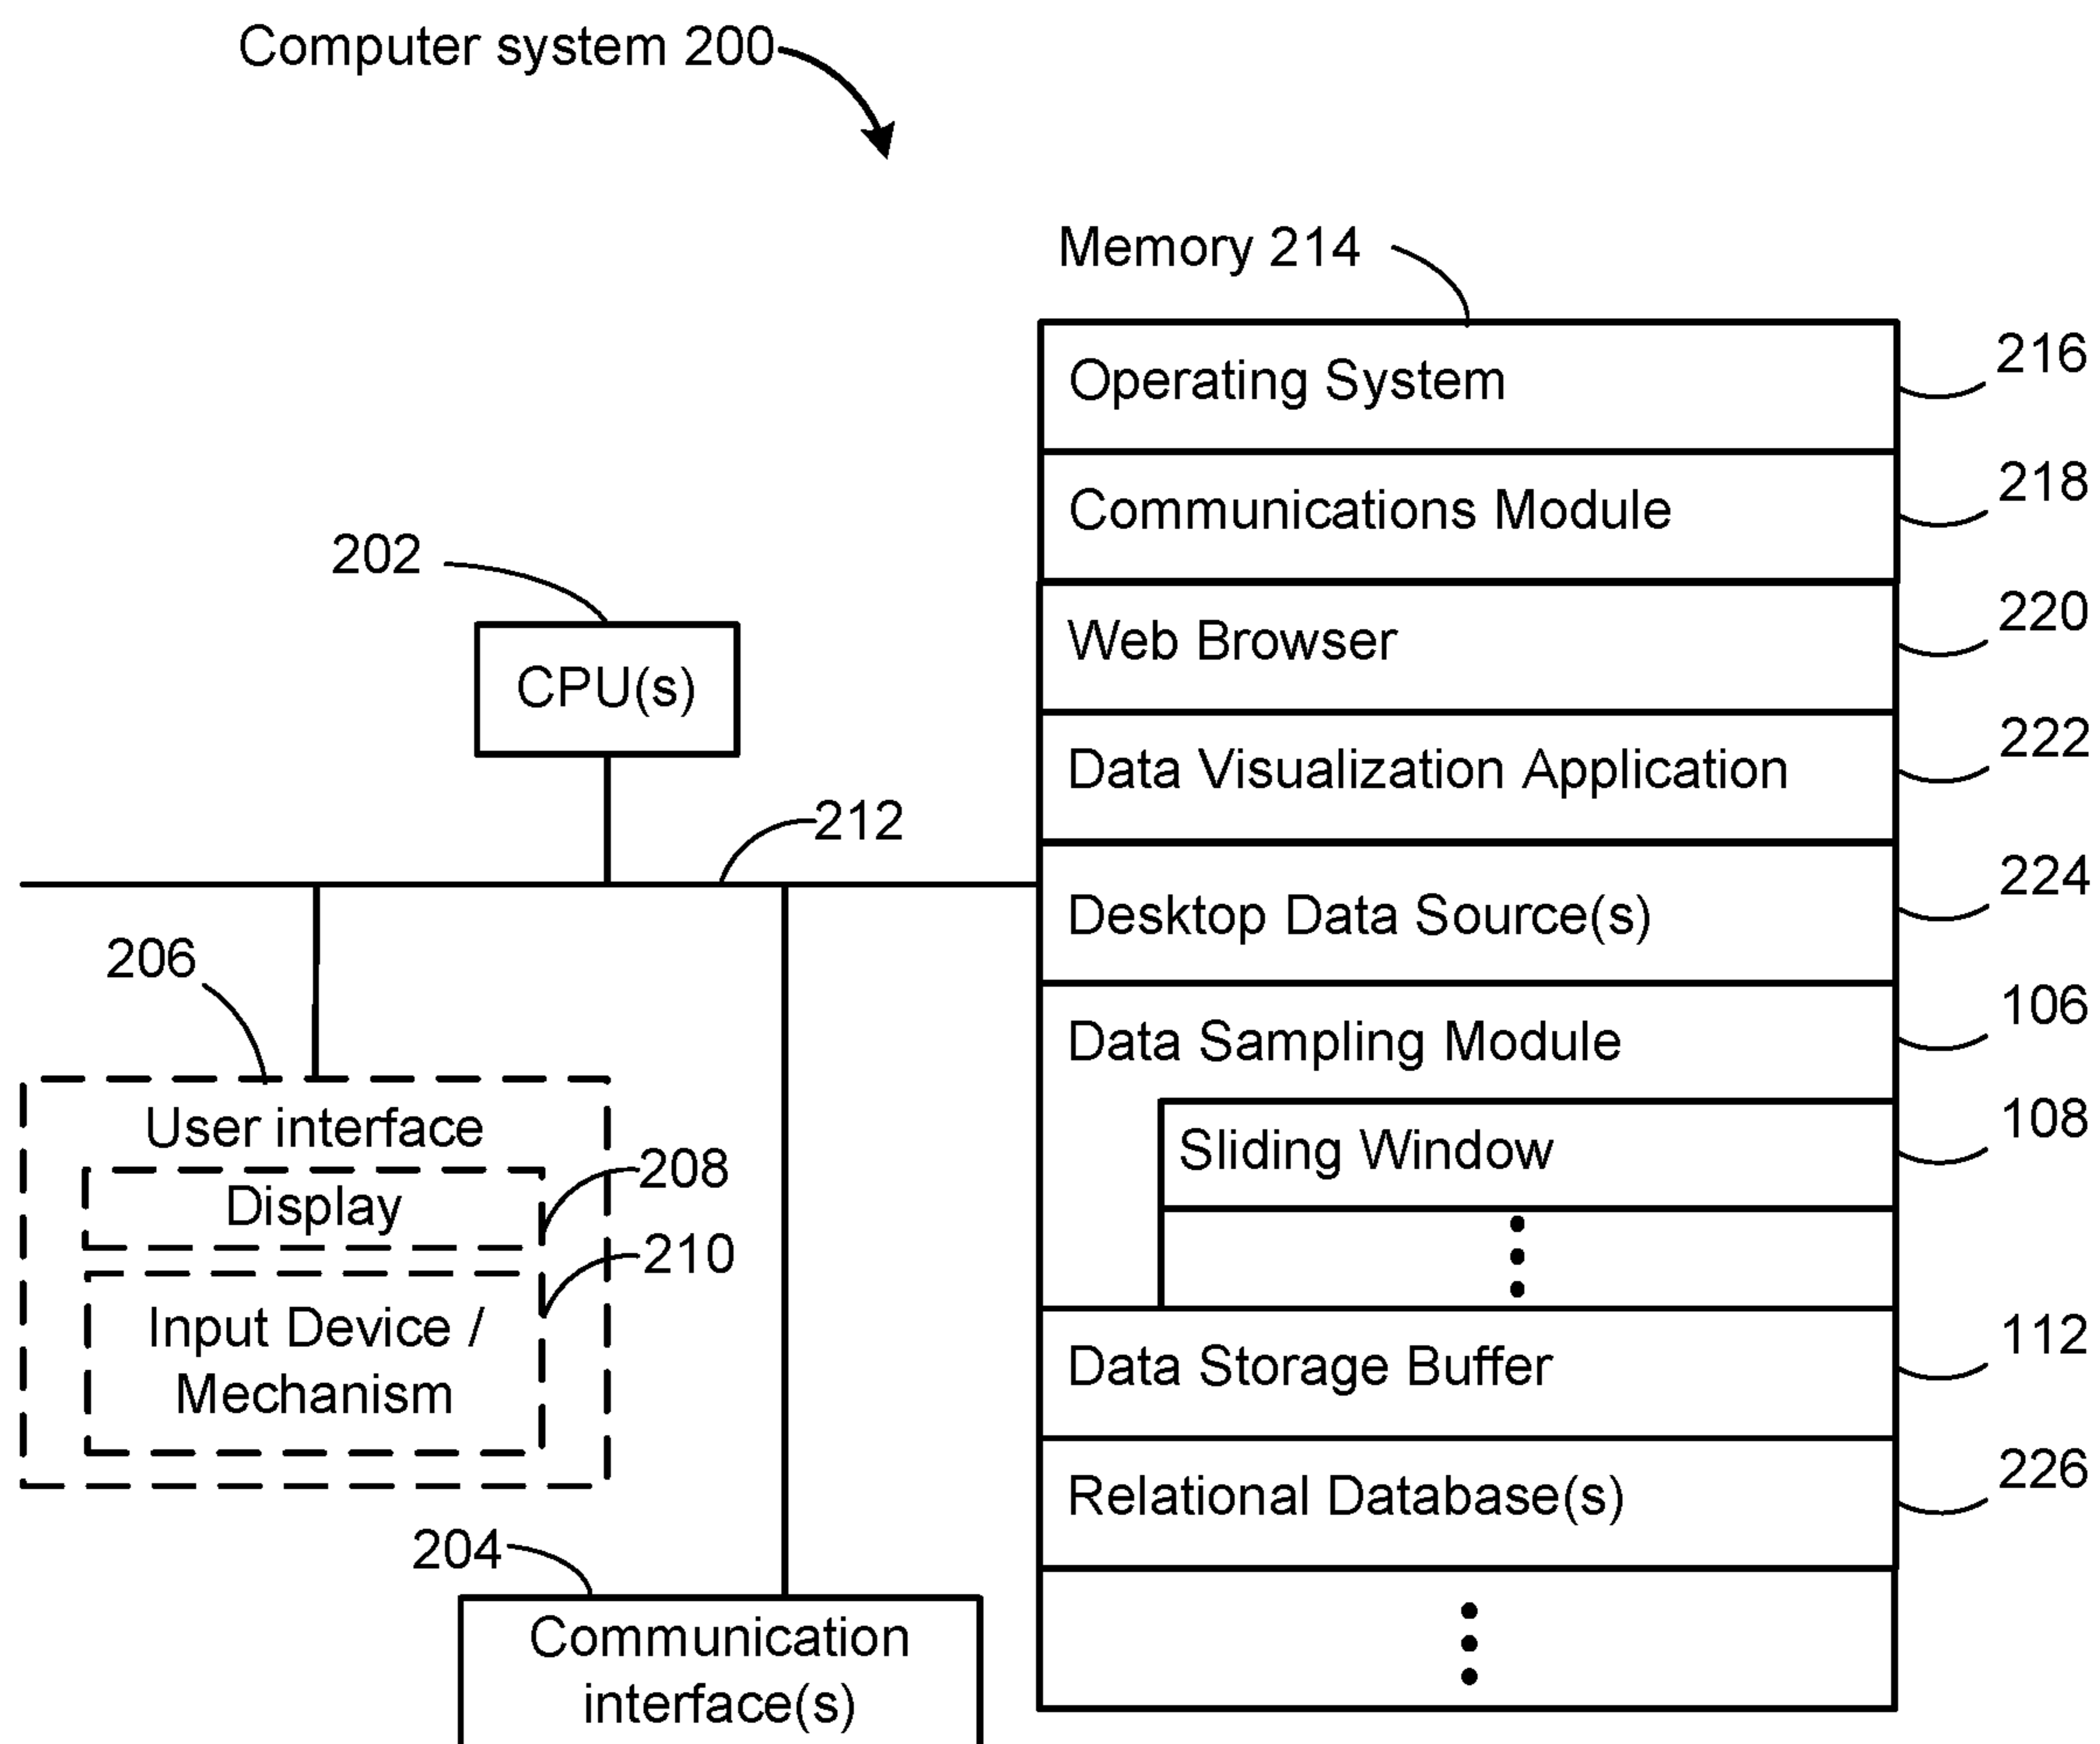 Computer system 200
Memory 214
Operating System
216
Communications Module
218
202
CPU(s)
Web Browser
220
Data Visualization Application
222
212
Desktop Data Source(s)
224
206
Data Sampling Module
106
User interface
Sliding Window
108
Display
208
210
Input Device /
Mechanism
Data Storage Buffer
112
Relational Database(s)
226
204
Communication
interface(s)